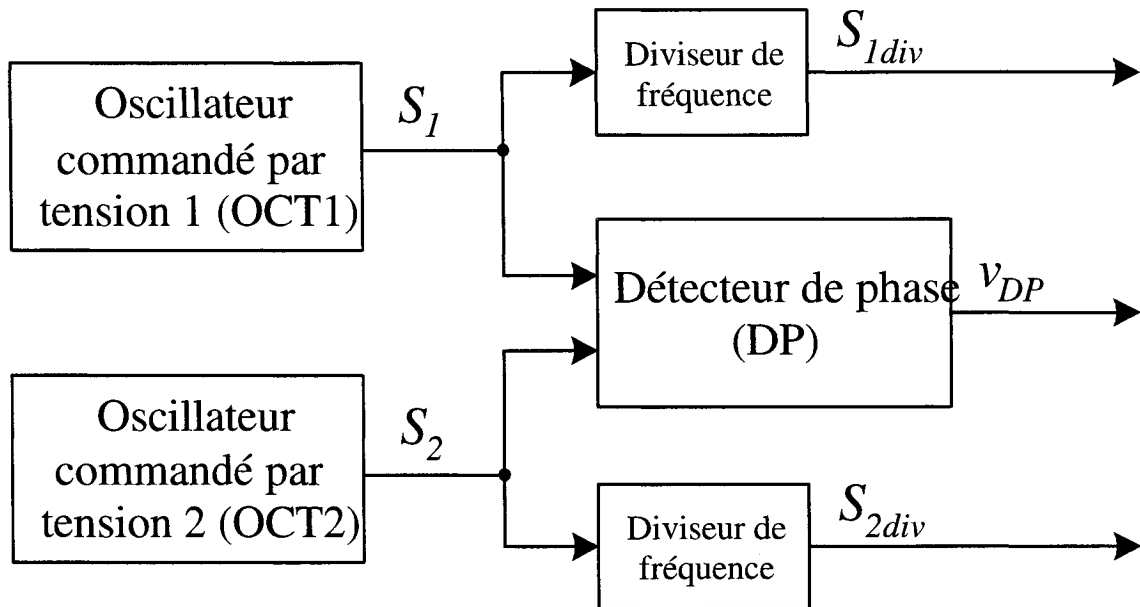 Diviseur de
fréquence
S1div
Oscillateur
commandé par
tension 1 (OCT1)
S1
Détecteur de phase
(DP)
vDP
Oscillateur
commandé par
tension 2 (OCT2)
S2
Diviseur de
fréquence
S2div